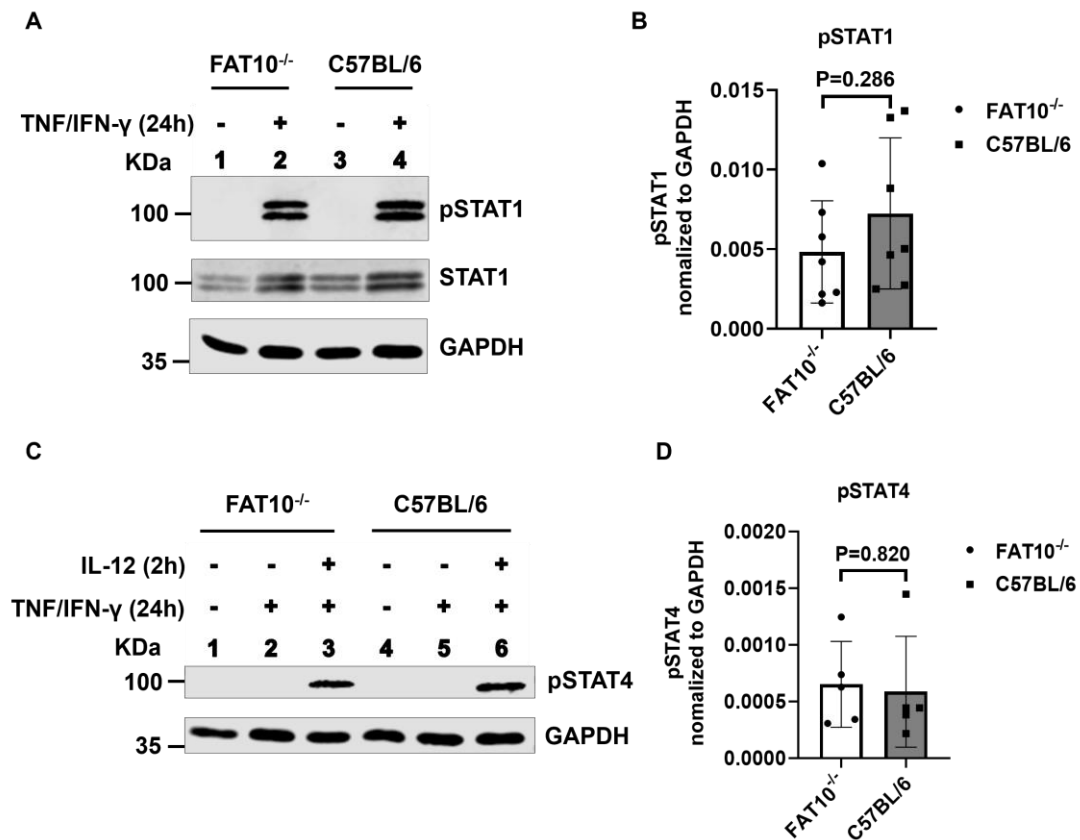 A
FAT10-/- C57BL/6
TNF/IFN-γ (24h) - + - +
KDa 1 2 3 4
100 pSTAT1
100 STAT1
35 GAPDH
B
pSTAT1
P=0.286
0.015
0.010
0.005
0.000
pSTAT1
nomalized to GAPDH
FAT10-/-
C57BL/6
FAT10-/-
C57BL/6
C
FAT10-/- C57BL/6
IL-12 (2h) - - + - - +
TNF/IFN-γ (24h) - + + - + +
KDa 1 2 3 4 5 6
100 pSTAT4
35 GAPDH
D
pSTAT4
P=0.820
0.0020
0.0015
0.0010
0.0005
0.0000
pSTAT4
nomalized to GAPDH
FAT10-/-
C57BL/6
FAT10-/-
C57BL/6